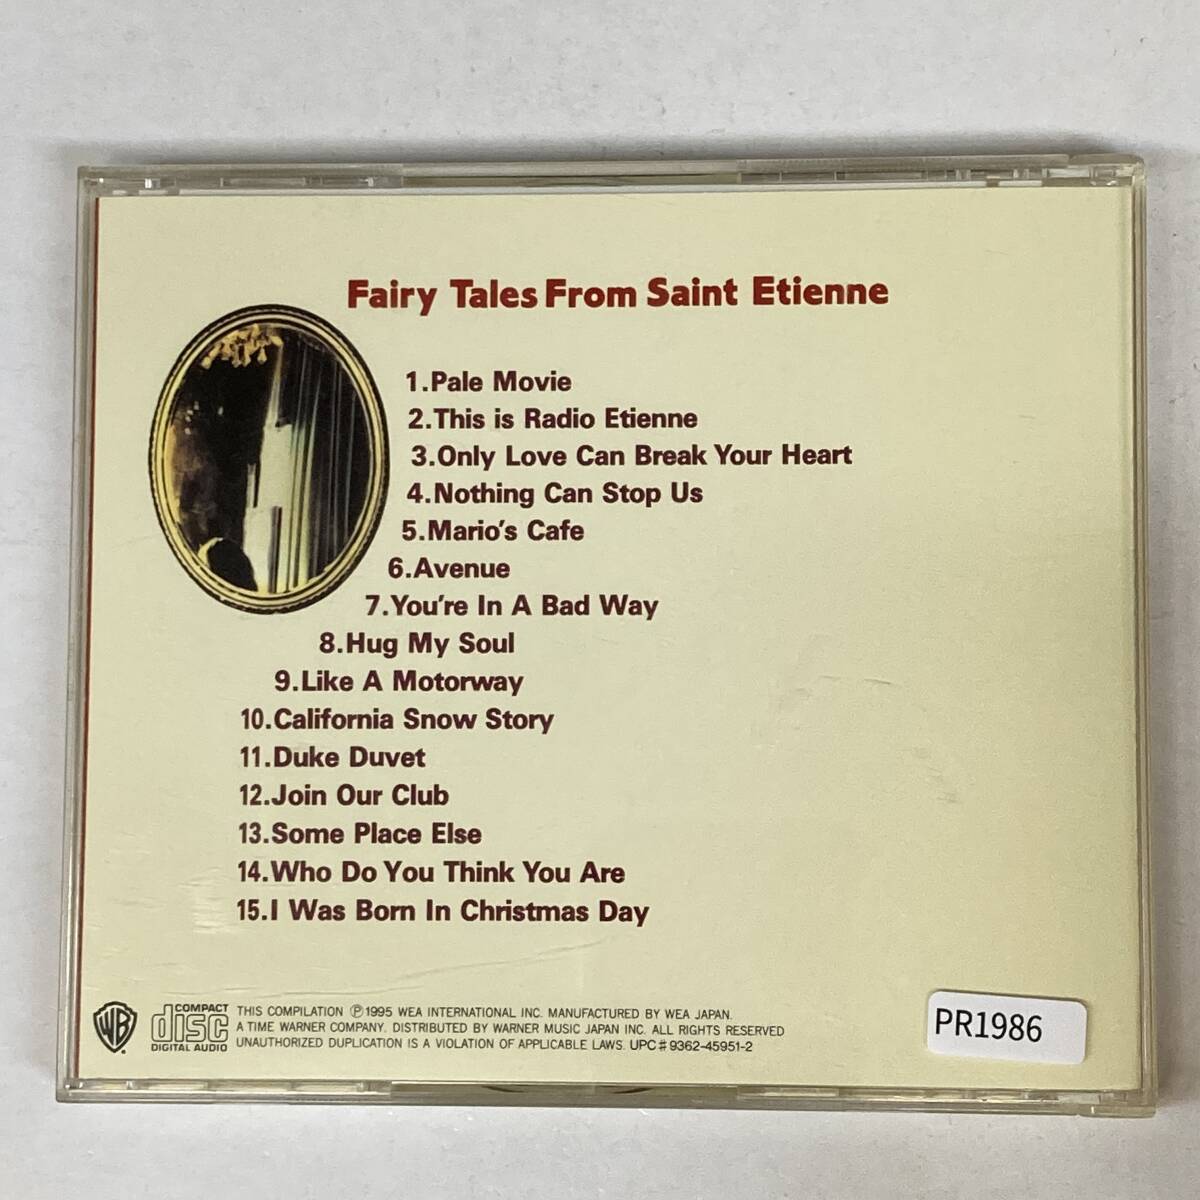 Fairy Tales From Saint Etienne
1.Pale Movie
2.This is Radio Etienne
3.Only Love Can Break Your Heart
4.Nothing Can Stop Us
5.Mario's Cafe
6.Avenue
7.You're In A Bad Way
8.Hug My Soul
9.Like A Motorway
10.California Snow Story
11.Duke Duvet
12.Join Our Club
13.Some Place Else
14.Who Do You Think You Are
15.I Was Born In Christmas Day
WB
COMPACT
disc
DIGITAL AUDIO
THIS COMPILATION ℗1995 WEA INTERNATIONAL INC. MANUFACTURED BY WEA JAPAN.
A TIME WARNER COMPANY. DISTRIBUTED BY WARNER MUSIC JAPAN INC. ALL RIGHTS RESERVED
UNAUTHORIZED DUPLICATION IS A VIOLATION OF APPLICABLE LAWS. UPC#9362-45951-2
PR1986